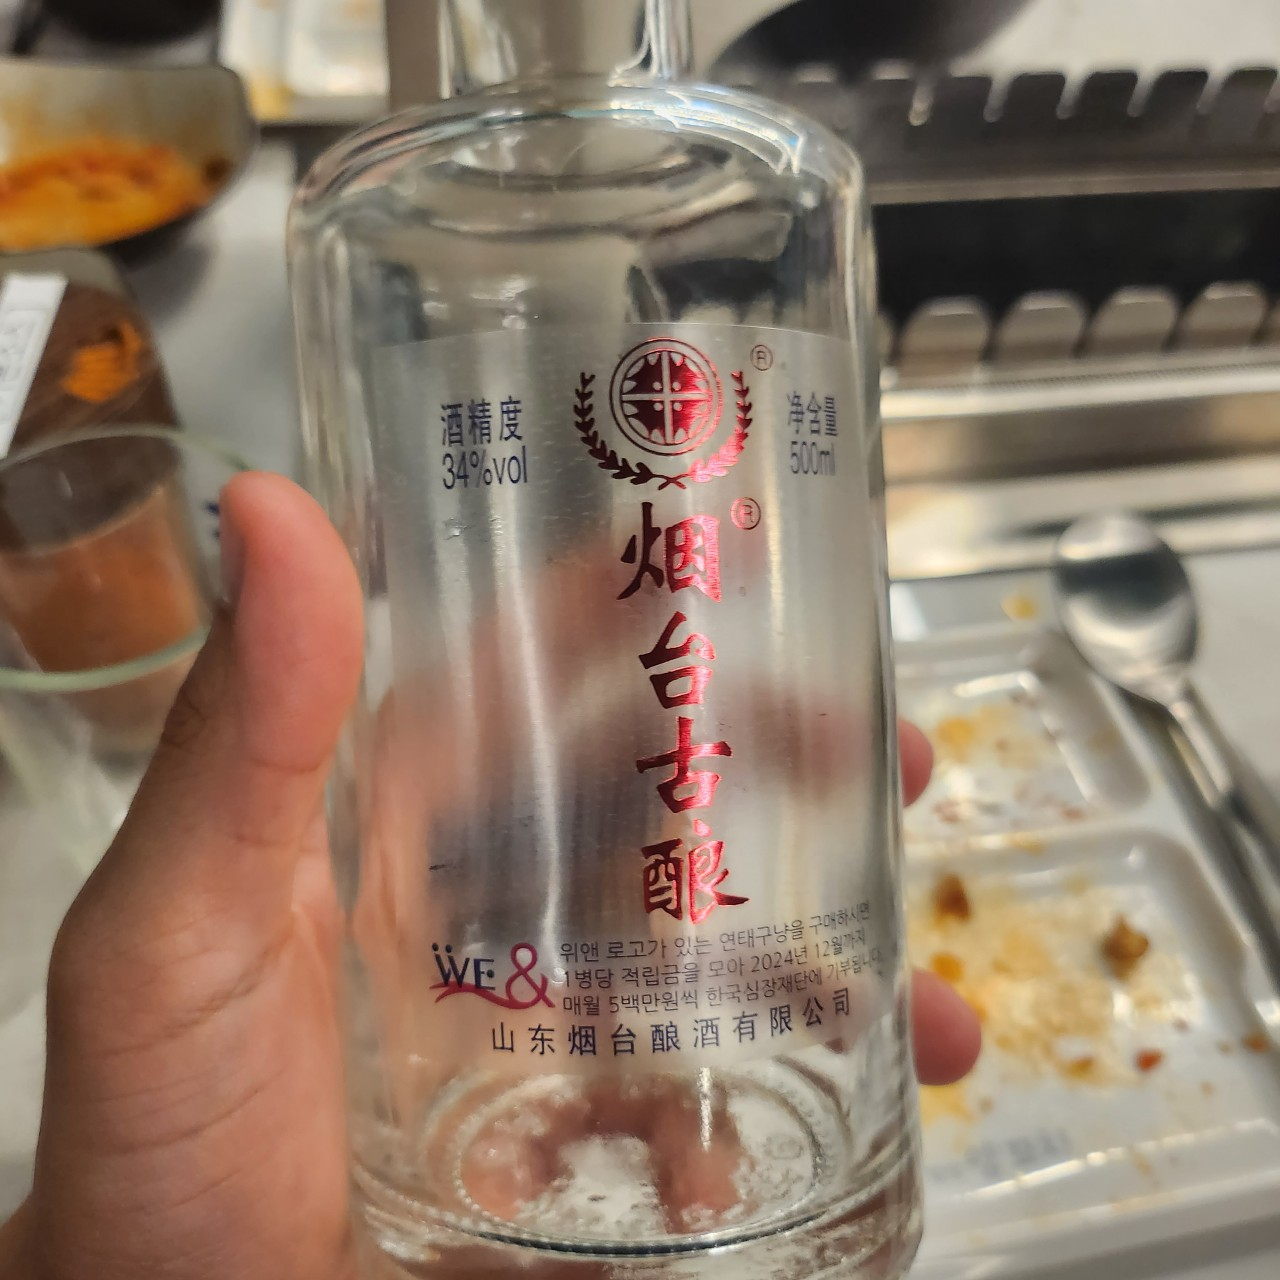 酒精度
34%vol
®
净含量
500ml
烟台古酿
®
WE &
위앤 로고가 있는 연태구냥을 구매하시면
1병당 적립금을 모아 2024년 12월까지
매월 5백만원씩 한국심장재단에 기부됩니다
山东烟台酿酒有限公司